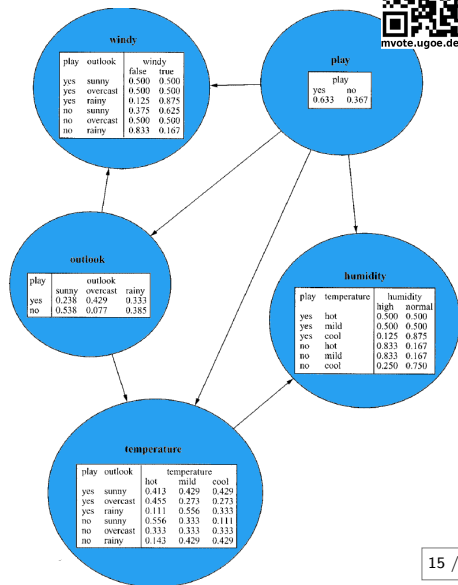 mvote.ugoe.de
windy
play outlook windy
false true
yes sunny 0.500 0.500
yes overcast 0.500 0.500
yes rainy 0.125 0.875
no sunny 0.375 0.625
no overcast 0.500 0.500
no rainy 0.833 0.167
play
play
yes no
0.633 0.367
outlook
play outlook
sunny overcast rainy
yes 0.238 0.429 0.333
no 0.538 0.077 0.385
humidity
play temperature humidity
high normal
yes hot 0.500 0.500
yes mild 0.500 0.500
yes cool 0.125 0.875
no hot 0.833 0.167
no mild 0.833 0.167
no cool 0.250 0.750
temperature
play outlook temperature
hot mild cool
yes sunny 0.413 0.429 0.429
yes overcast 0.455 0.273 0.273
yes rainy 0.111 0.556 0.333
no sunny 0.556 0.333 0.111
no overcast 0.333 0.333 0.333
no rainy 0.143 0.429 0.429
15 /